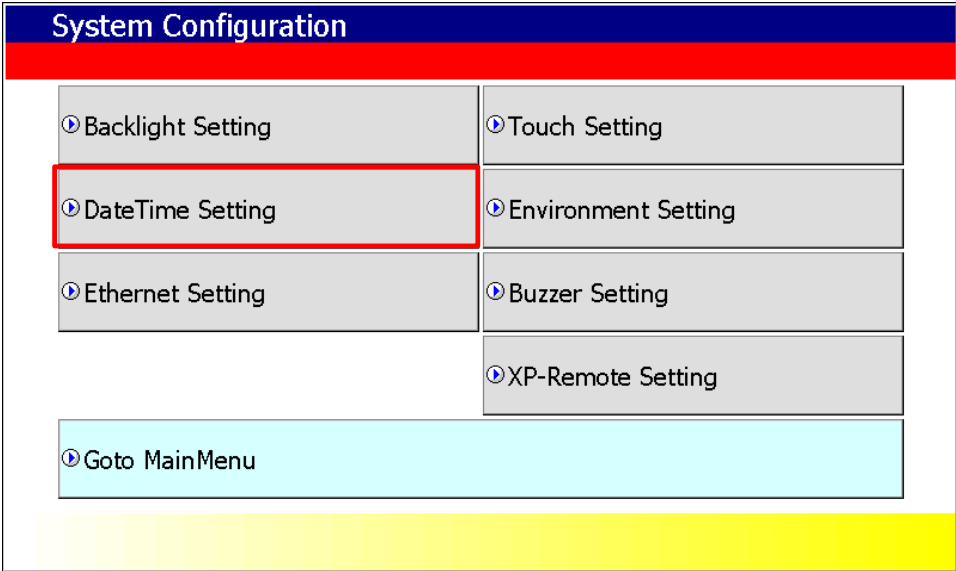 System Configuration
Backlight Setting
Touch Setting
DateTime Setting
Environment Setting
Ethernet Setting
Buzzer Setting
XP-Remote Setting
Goto MainMenu